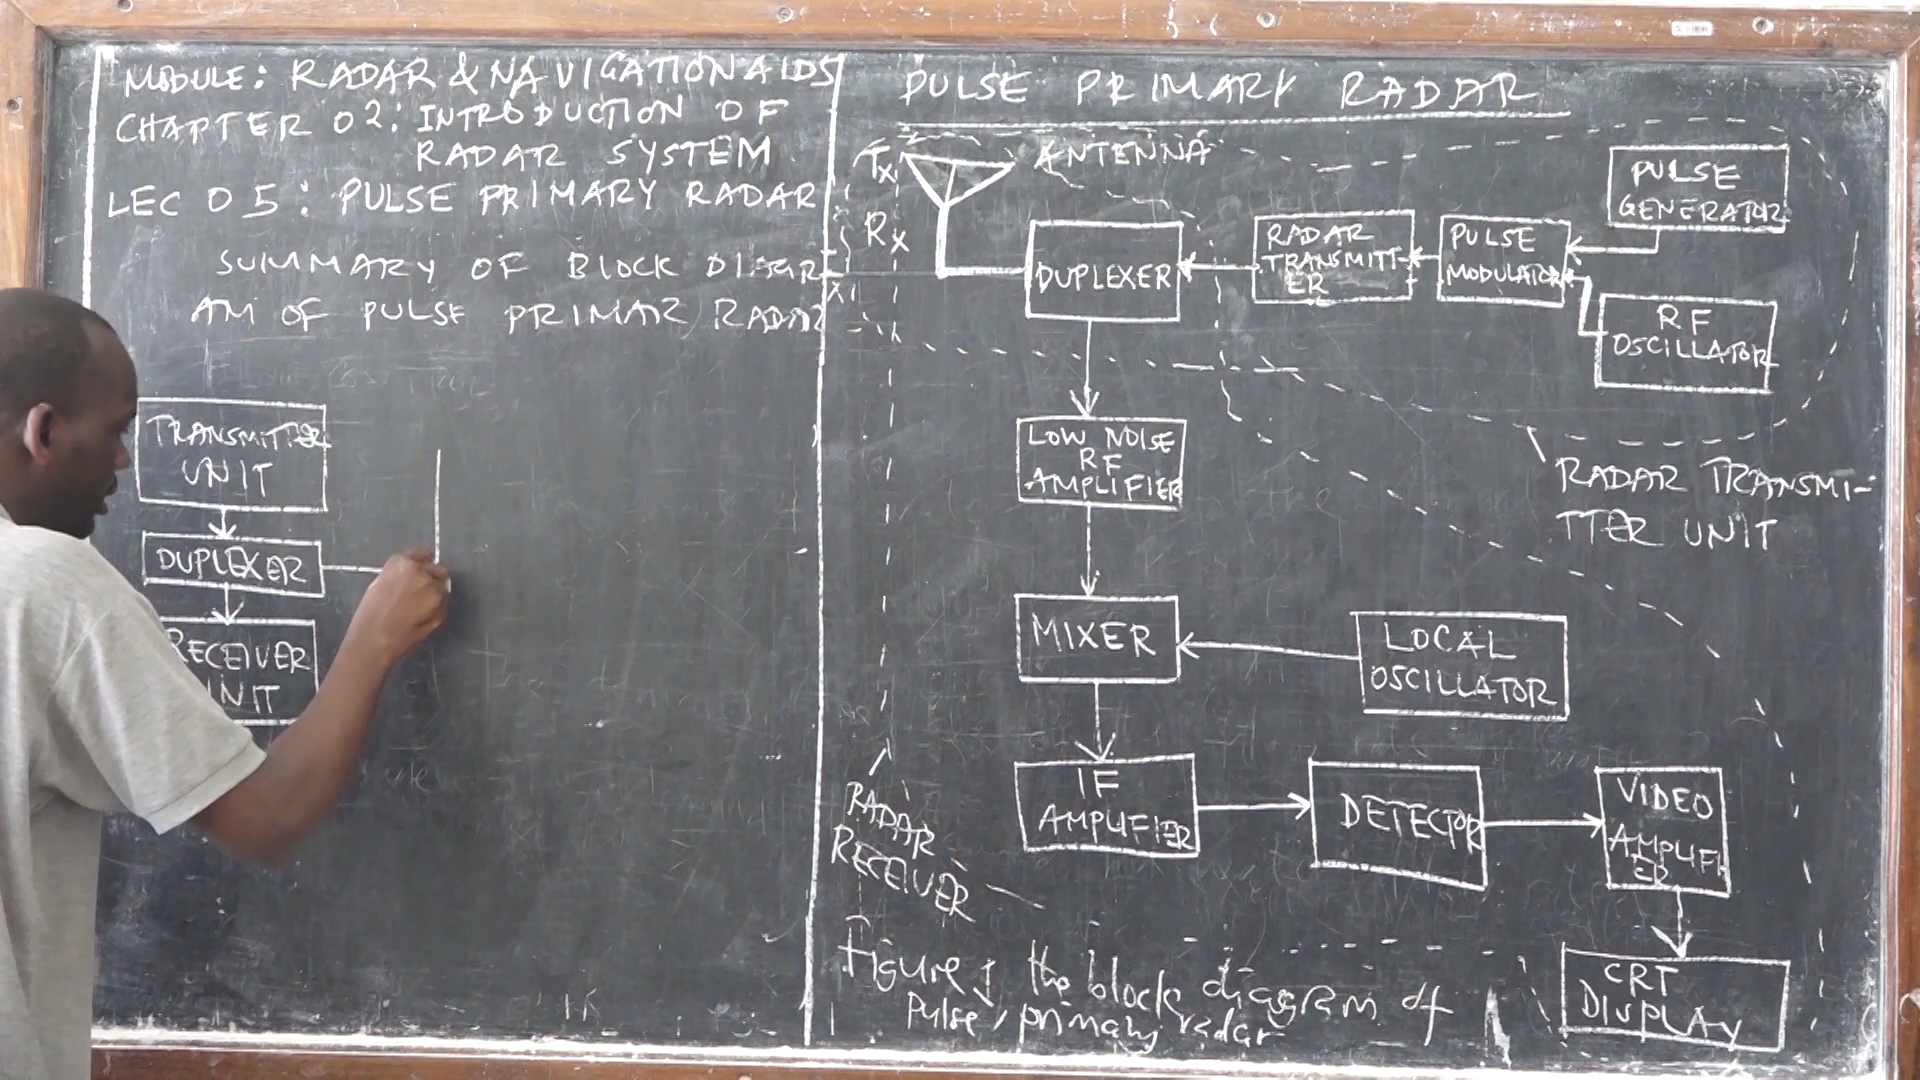 MODULE: RADAR & NAVIGATION AIDS
CHAPTER 02: INTRODUCTION OF
RADAR SYSTEM
LEC 05: PULSE PRIMARY RADAR
SUMMARY OF BLOCK DIAGR
AM OF PULSE PRIMAR RADAR
TRANSMITTER
UNIT
DUPLEXER
RECEIVER
UNIT
PULSE PRIMARY RADAR
Tx
ANTENNA
Rx
DUPLEXER
RADAR
TRANSMITT-
ER
PULSE
MODULATOR
PULSE
GENERATOR
RF
OSCILLATOR
LOW NOISE
RF
AMPLIFIER
RADAR TRANSMI-
TTER UNIT
MIXER
LOCAL
OSCILLATOR
IF
AMPLIFIER
DETECTOR
VIDEO
AMPLIFI
ER
RADAR
RECEIVER
CRT
DISPLAY
Figure 1 the block diagram of
Pulse, primary radar